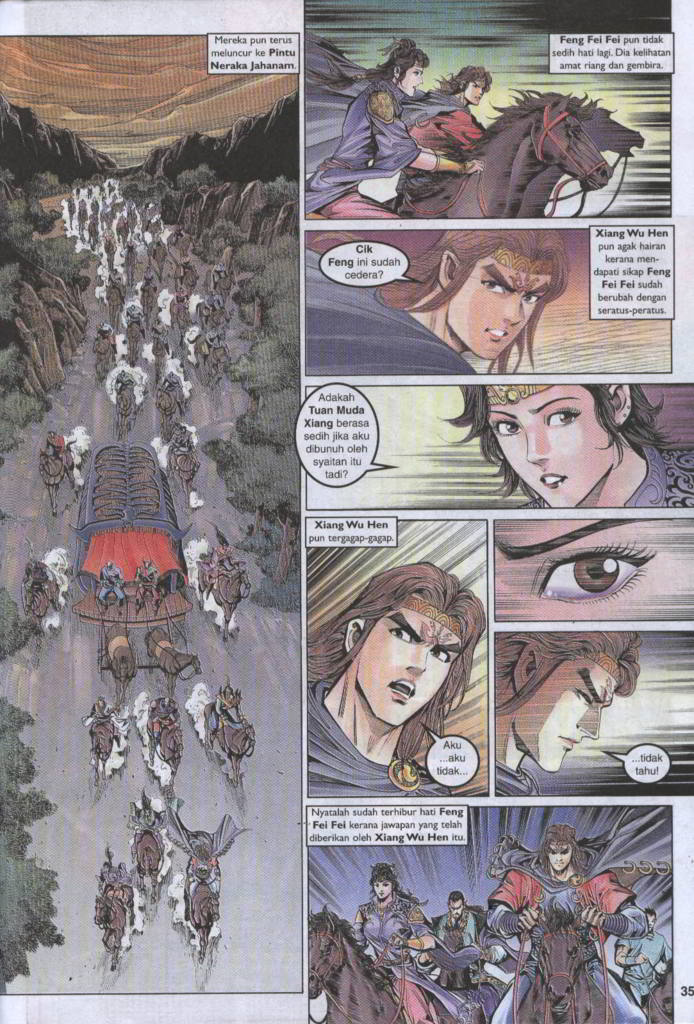 Mereka pun terus
meluncur ke Pintu
Neraka Jahanam.
Feng Fei Fei pun tidak
sedih hati lagi. Dia kelihatan
amat riang dan gembira.
Cik
Feng ini sudah
cedera?
Xiang Wu Hen
pun agak hairan
kerana men-
dapati sikap Feng
Fei Fei sudah
berubah dengan
seratus-peratus.
Adakah
Tuan Muda
Xiang berasa
sedih jika aku
dibunuh oleh
syaitan itu
tadi?
Xiang Wu Hen
pun tergagap-gagap.
Aku
...aku
tidak...
...tidak
tahu!
Nyatalah sudah terhibur hati Feng
Fei Fei kerana jawapan yang telah
diberikan oleh Xiang Wu Hen itu.
35